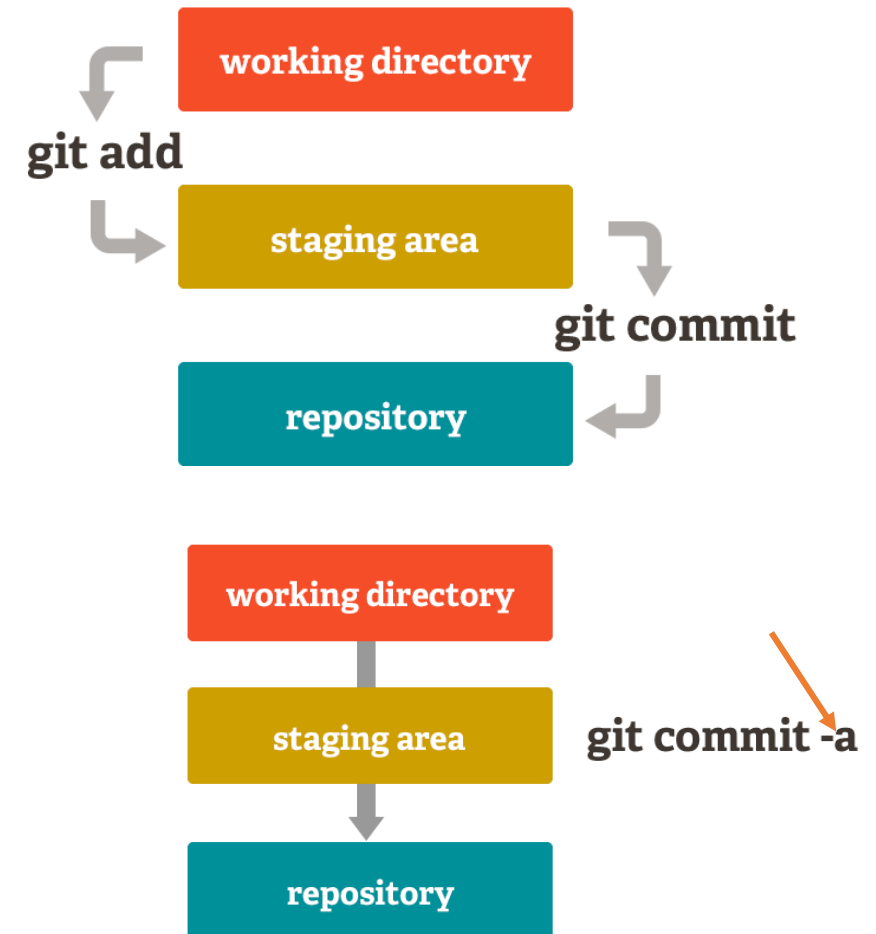 working directory
git add
staging area
git commit
repository
working directory
staging area
git commit -a
repository